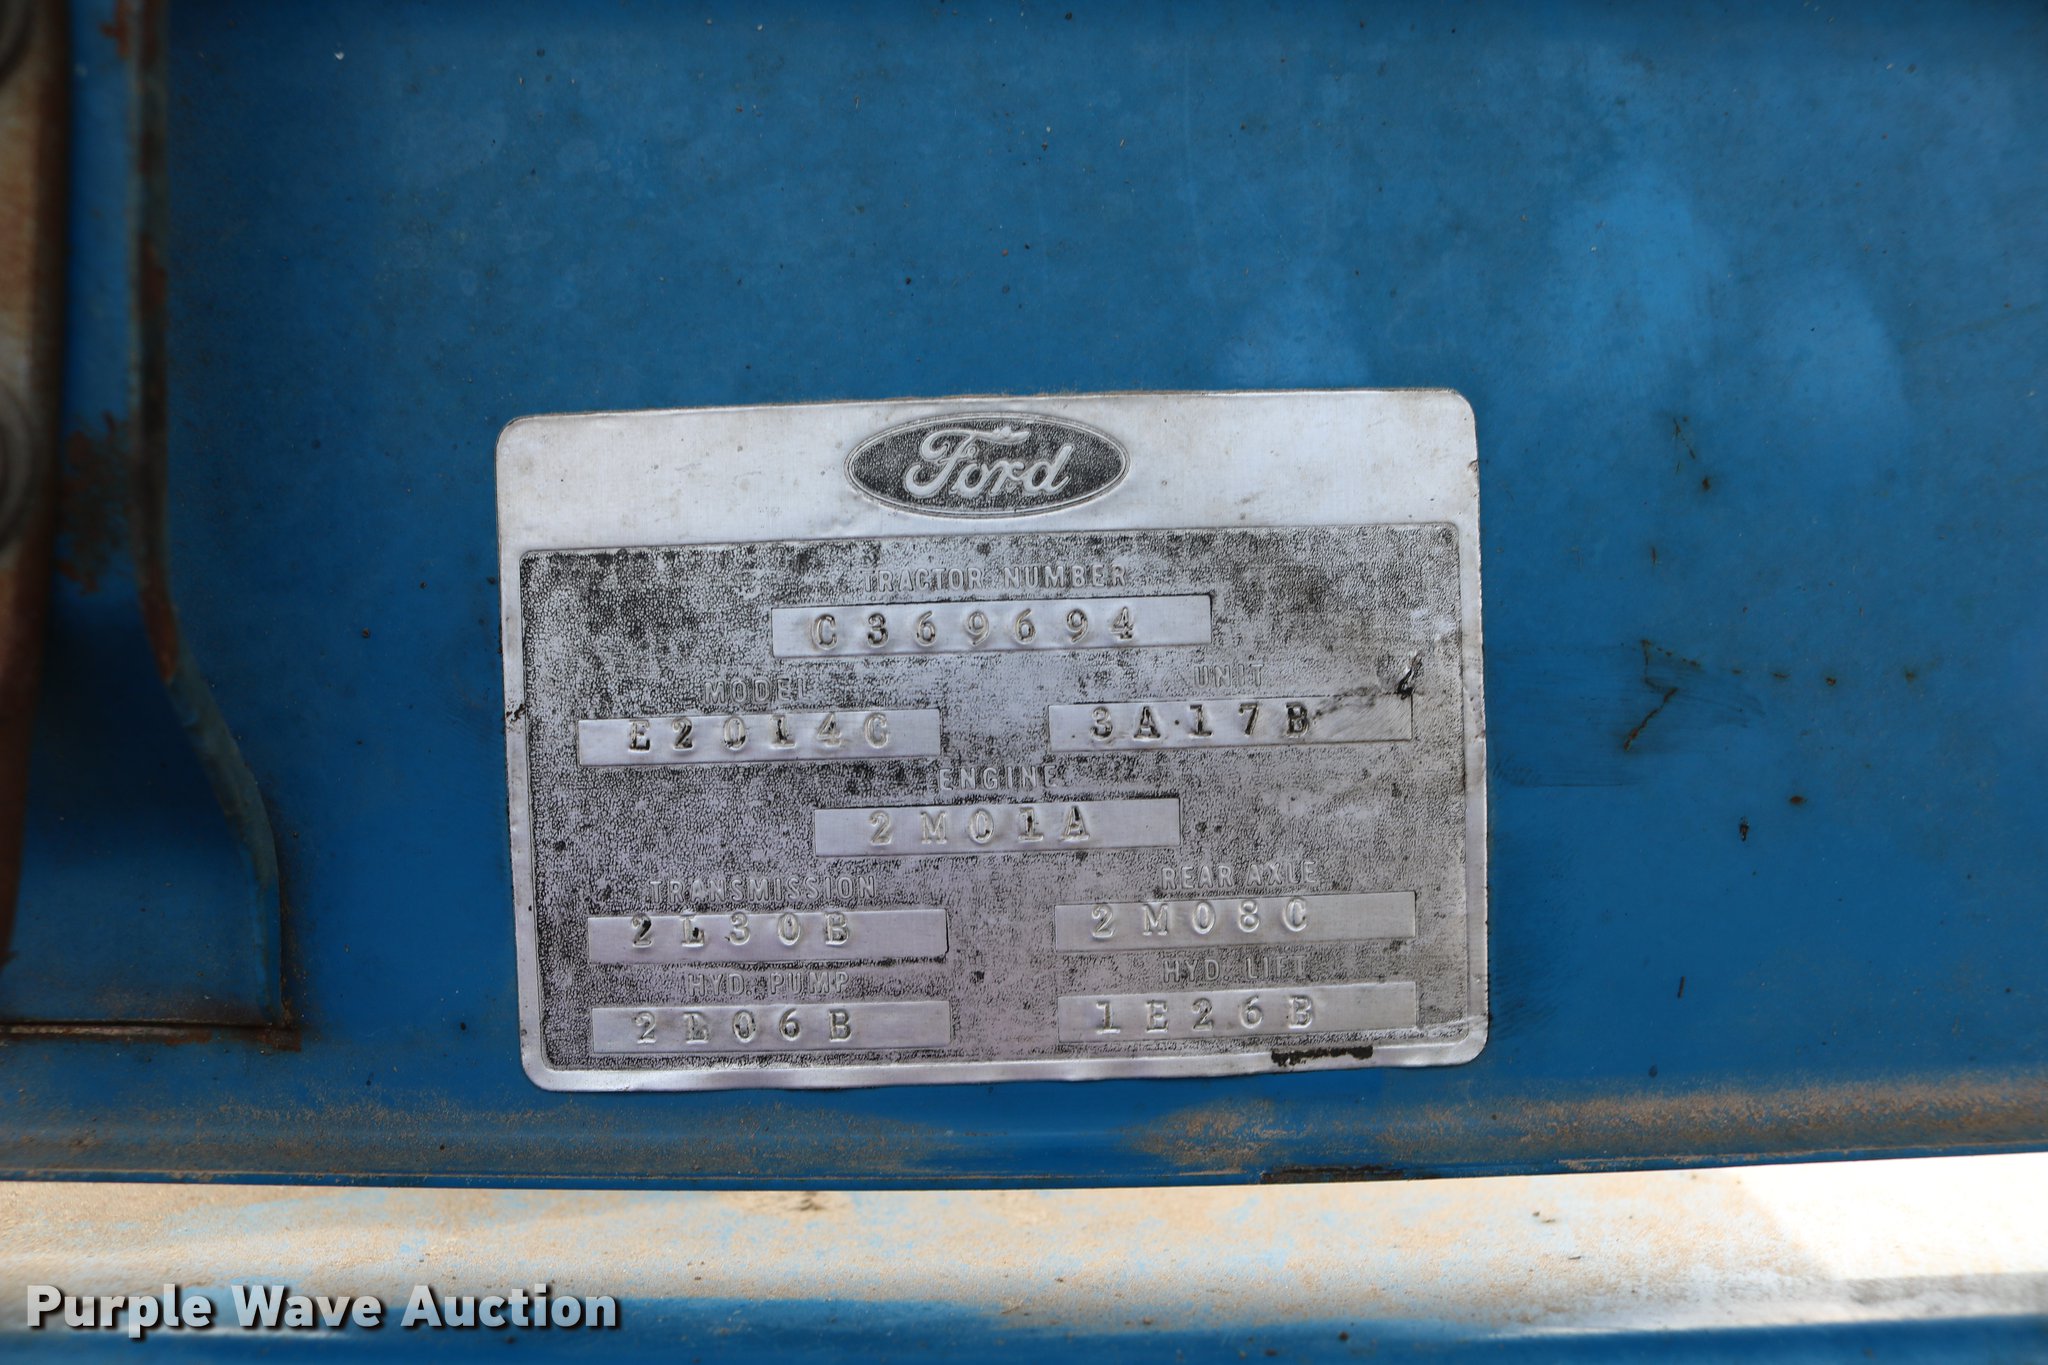 Ford
TRACTOR NUMBER
C369694
MODEL UNIT
E2014C 3A17B
ENGINE
2M01A
TRANSMISSION REAR AXLE
2L30B 2M08C
HYD PUMP HYD LIFT
2L06B 1E26B
Purple Wave Auction